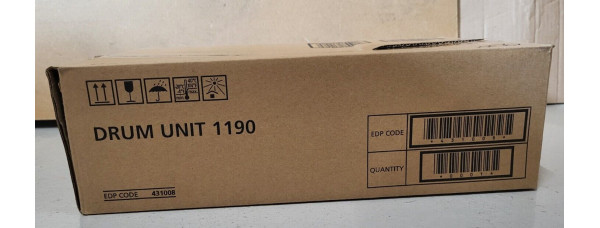 DRUM UNIT 1190
EDP CODE 431008
EDP CODE
QUANTITY